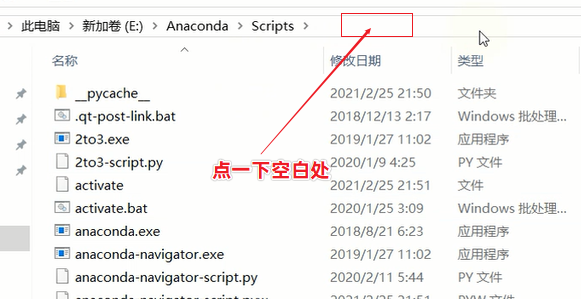 此电脑 > 新加卷 (E:) > Anaconda > Scripts >
名称 修改日期 类型
__pycache__ 2021/2/25 21:50 文件夹
.qt-post-link.bat 2018/12/13 2:17 Windows 批处理...
2to3.exe 2019/1/27 11:02 应用程序
2to3-script.py 2020/1/9 4:25 PY 文件
点一下空白处
activate 2021/2/25 21:51 文件
activate.bat 2020/1/25 3:09 Windows 批处理...
anaconda.exe 2018/8/21 6:23 应用程序
anaconda-navigator.exe 2019/1/27 11:02 应用程序
anaconda-navigator-script.py 2020/2/11 5:44 PY 文件